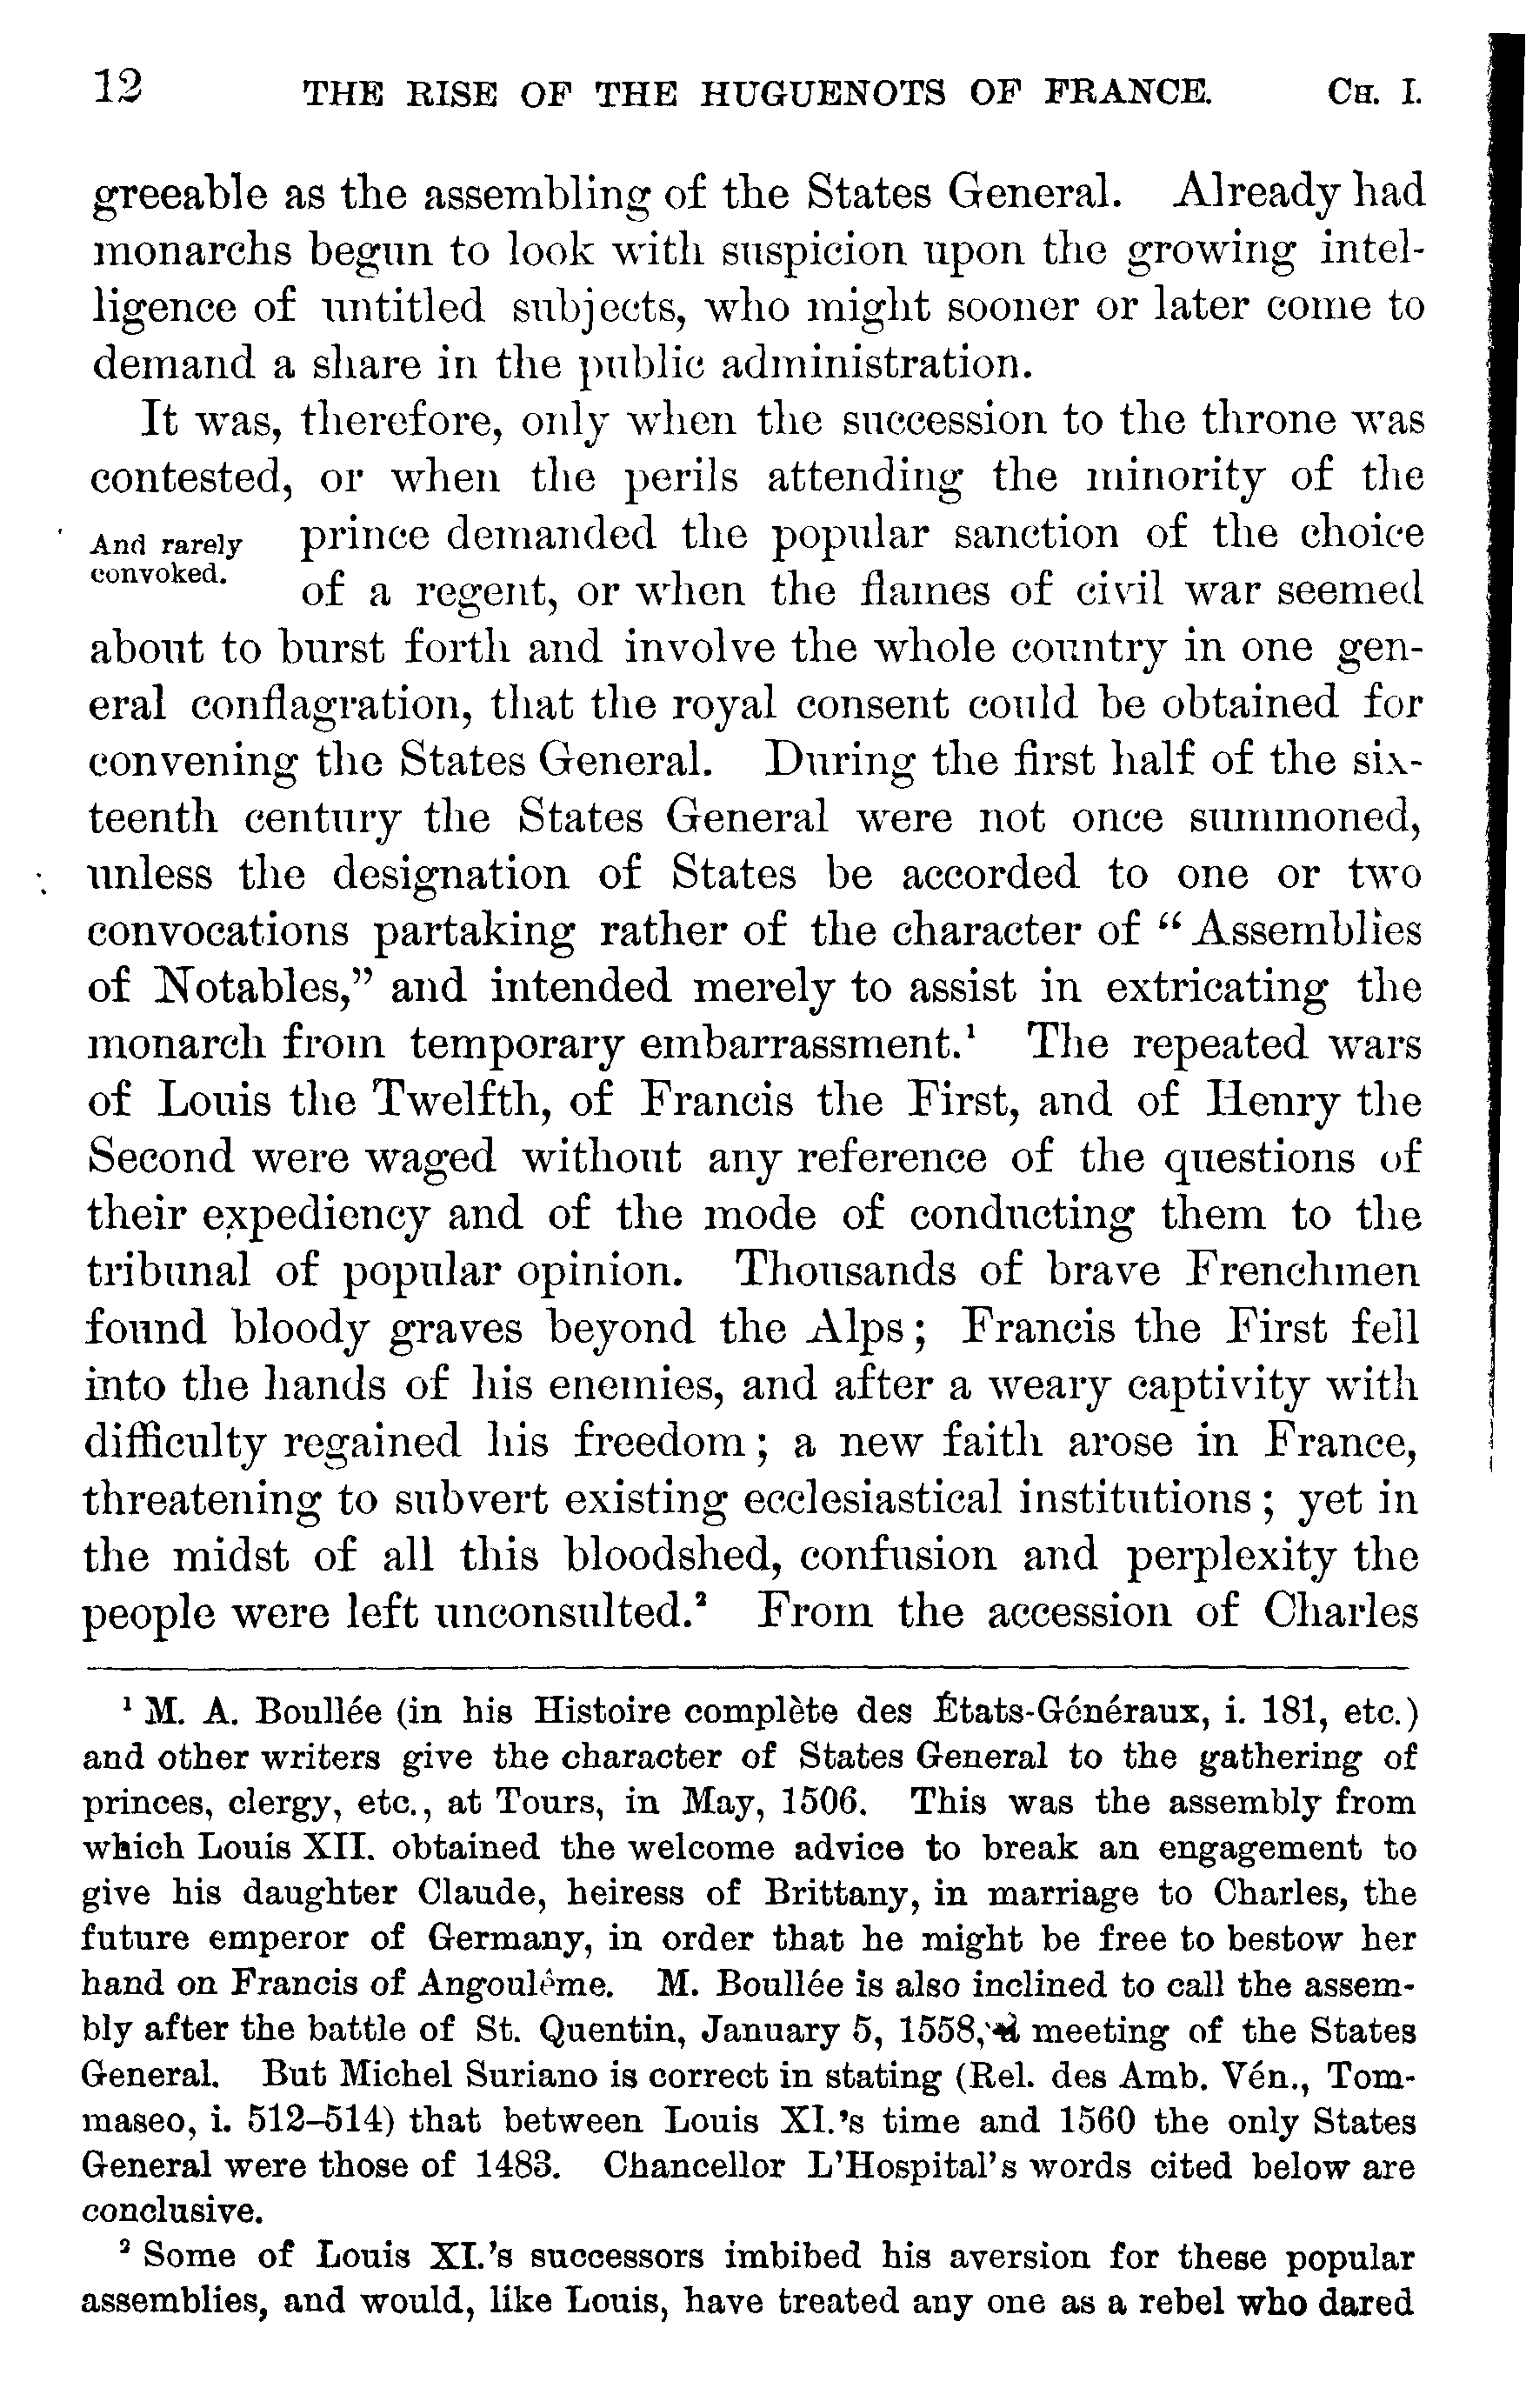 12 THE RISE OF THE HUGUENOTS OF FRANCE. CH. I.
greeable as the assembling of the States General. Already had
monarchs begun to look with suspicion upon the growing intel-
ligence of untitled subjects, who might sooner or later come to
demand a share in the public administration.
It was, therefore, only when the succession to the throne was
contested, or when the perils attending the minority of the
And rarely
convoked.
prince demanded the popular sanction of the choice
of a regent, or when the flames of civil war seemed
about to burst forth and involve the whole country in one gen-
eral conflagration, that the royal consent could be obtained for
convening the States General. During the first half of the six-
teenth century the States General were not once summoned,
unless the designation of States be accorded to one or two
convocations partaking rather of the character of “Assemblies
of Notables,” and intended merely to assist in extricating the
monarch from temporary embarrassment.¹ The repeated wars
of Louis the Twelfth, of Francis the First, and of Henry the
Second were waged without any reference of the questions of
their expediency and of the mode of conducting them to the
tribunal of popular opinion. Thousands of brave Frenchmen
found bloody graves beyond the Alps; Francis the First fell
into the hands of his enemies, and after a weary captivity with
difficulty regained his freedom; a new faith arose in France,
threatening to subvert existing ecclesiastical institutions; yet in
the midst of all this bloodshed, confusion and perplexity the
people were left unconsulted.² From the accession of Charles
¹ M. A. Boullée (in his Histoire complète des États-Généraux, i. 181, etc.)
and other writers give the character of States General to the gathering of
princes, clergy, etc., at Tours, in May, 1506. This was the assembly from
which Louis XII. obtained the welcome advice to break an engagement to
give his daughter Claude, heiress of Brittany, in marriage to Charles, the
future emperor of Germany, in order that he might be free to bestow her
hand on Francis of Angoulême. M. Boullée is also inclined to call the assem-
bly after the battle of St. Quentin, January 5, 1558, a meeting of the States
General. But Michel Suriano is correct in stating (Rel. des Amb. Vén., Tom-
maseo, i. 512–514) that between Louis XI.’s time and 1560 the only States
General were those of 1483. Chancellor L’Hospital’s words cited below are
conclusive.
² Some of Louis XI.’s successors imbibed his aversion for these popular
assemblies, and would, like Louis, have treated any one as a rebel who dared